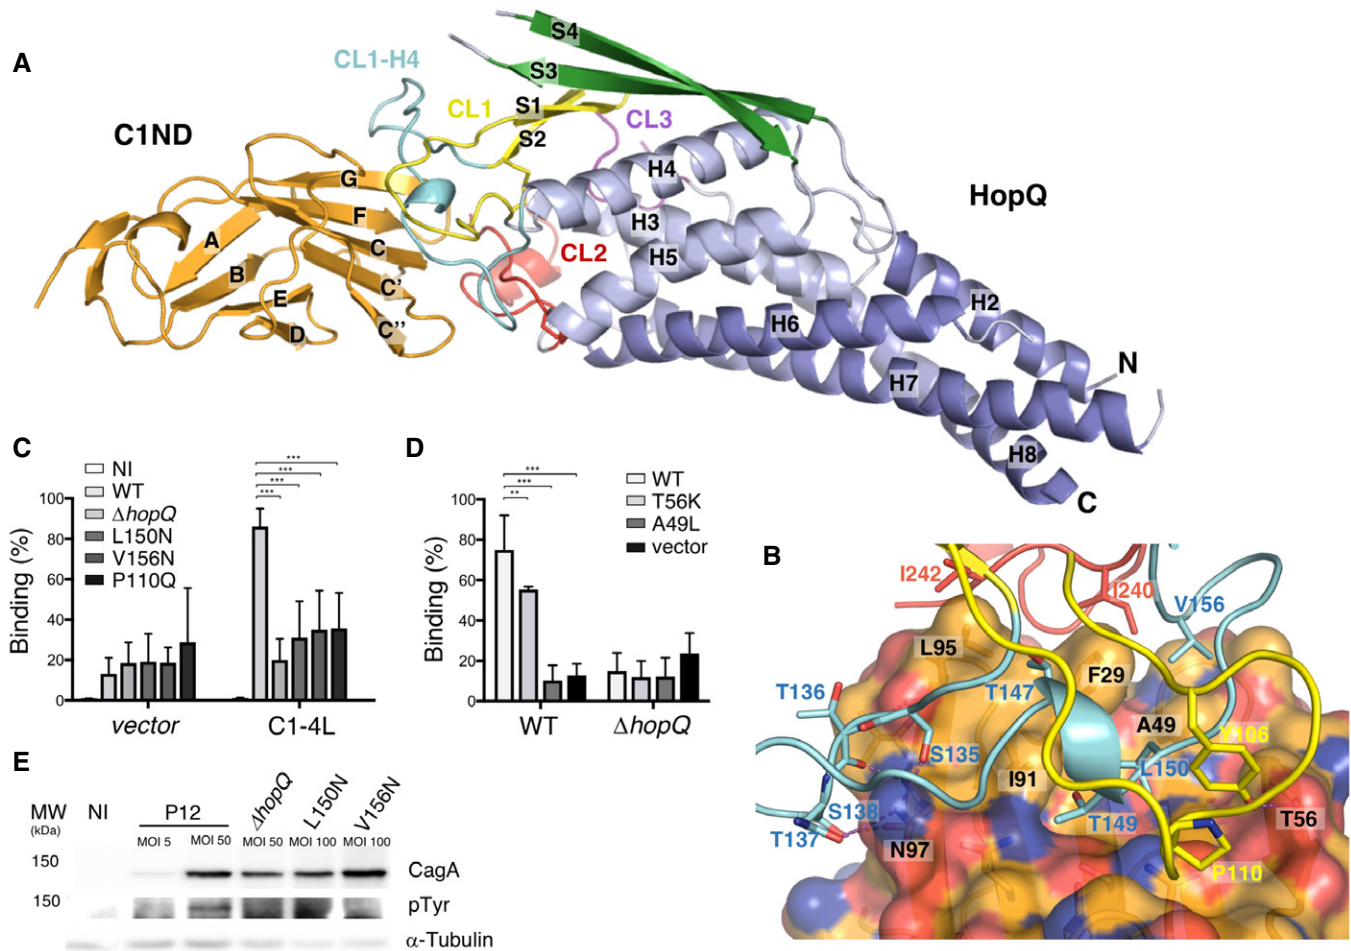 A
C1ND
CL1-H4
CL1
S1
S2
S3
S4
CL3
CL2
G
F
A
C
B
C'
E
D
C''
H4
H3
H5
H6
H7
H2
H8
N
C
HopQ
C
Binding (%)
100
80
60
40
20
0
NI
WT
ΔhopQ
L150N
V156N
P110Q
***
***
***
***
vector
C1-4L
D
Binding (%)
100
80
60
40
20
0
WT
T56K
A49L
vector
***
***
**
WT
ΔhopQ
B
I242
I240
V156
L95
F29
T136
T147
A49
Y106
S135
L150
I91
S138
T137
T149
T56
N97
P110
E
MW
(kDa)
NI
P12
ΔhopQ
L150N
V156N
MOI 5
MOI 50
MOI 50
MOI 100
MOI 100
150
CagA
150
pTyr
α-Tubulin